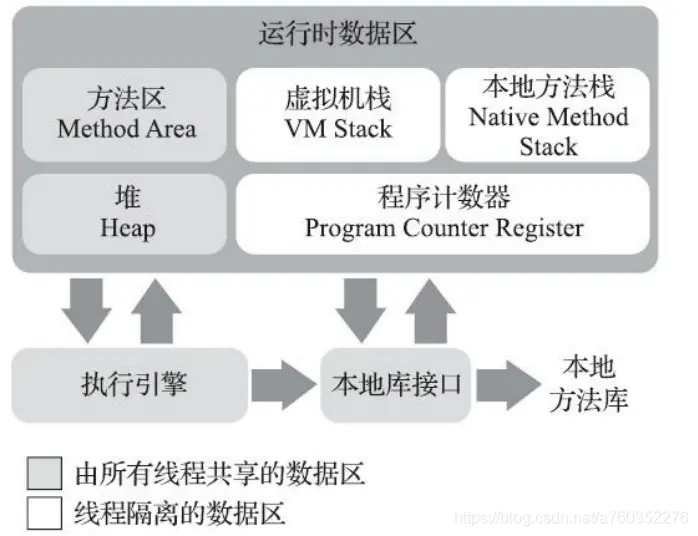 运行时数据区
方法区
Method Area
虚拟机栈
VM Stack
本地方法栈
Native Method
Stack
堆
Heap
程序计数器
Program Counter Register
执行引擎
本地库接口
本地
方法库
由所有线程共享的数据区
线程隔离的数据区
https://blog.csdn.net/a760352276